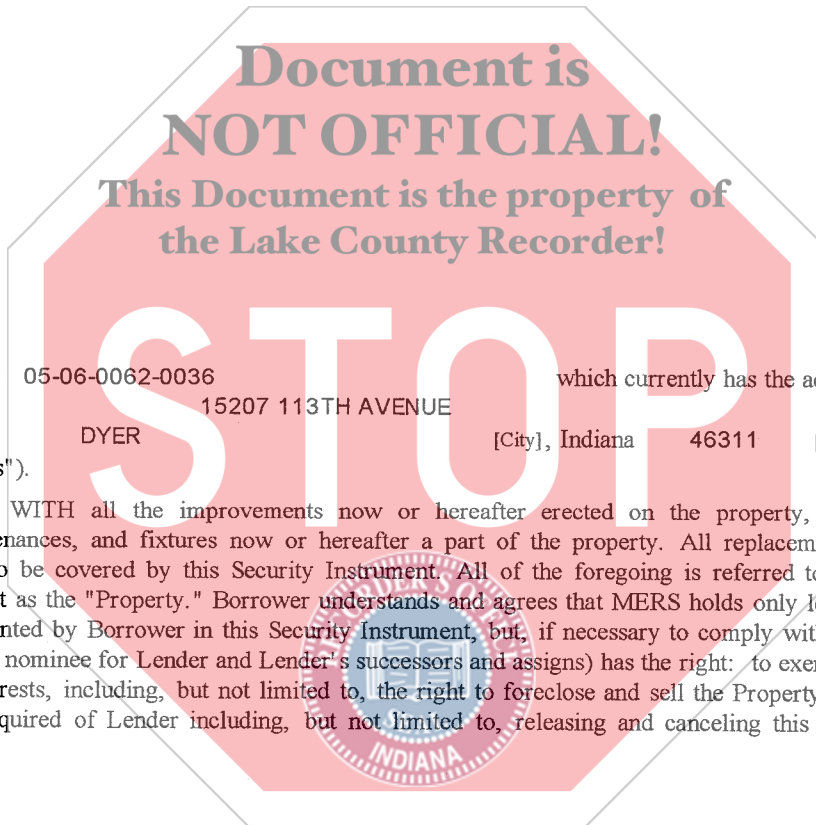 Document is
NOT OFFICIAL!
This Document is the property of
the Lake County Recorder!
STOP
05-06-0062-0036 which currently has the
15207 113TH AVENUE
DYER [City], Indiana 46311
s").
WITH all the improvements now or hereafter erected on the property,
enances, and fixtures now or hereafter a part of the property. All replacem
o be covered by this Security Instrument. All of the foregoing is referred to
t as the "Property." Borrower understands and agrees that MERS holds only le
nted by Borrower in this Security Instrument, but, if necessary to comply with
nominee for Lender and Lender's successors and assigns) has the right: to exer
rests, including, but not limited to, the right to foreclose and sell the Property
quired of Lender including, but not limited to, releasing and canceling this
INDIANA